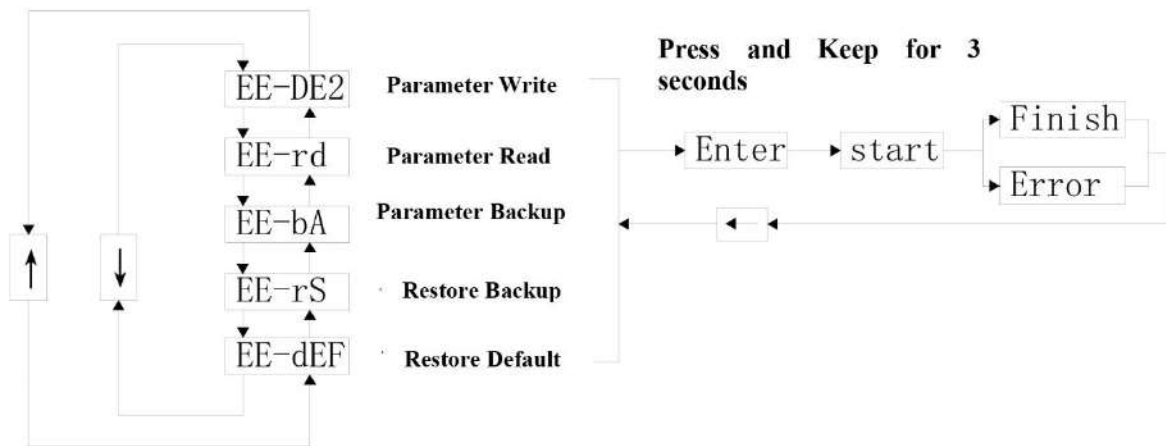 Press and Keep for 3
seconds
EE-DE2 Parameter Write
EE-rd Parameter Read
EE-bA Parameter Backup
EE-rS Restore Backup
EE-dEF Restore Default
Enter
start
Finish
Error